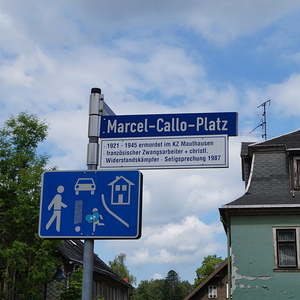 Marcel-Callo-Platz
1921 - 1945 ermordet im KZ Mauthausen
französischer Zwangsarbeiter + christl.
Widerstandskämpfer - Seligsprechung 1987